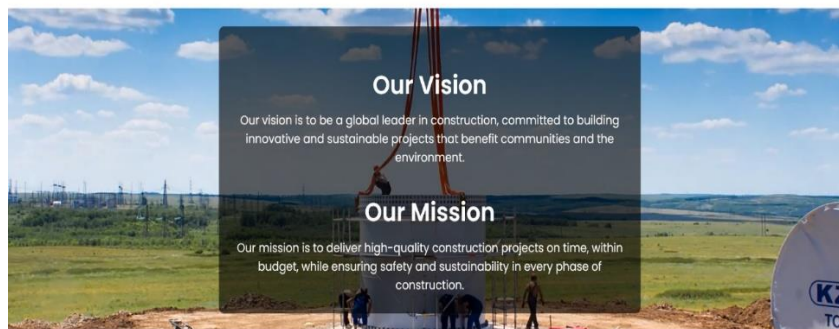 Our Vision
Our vision is to be a global leader in construction, committed to building
innovative and sustainable projects that benefit communities and the
environment.
Our Mission
Our mission is to deliver high-quality construction projects on time, within
budget, while ensuring safety and sustainability in every phase of
construction.